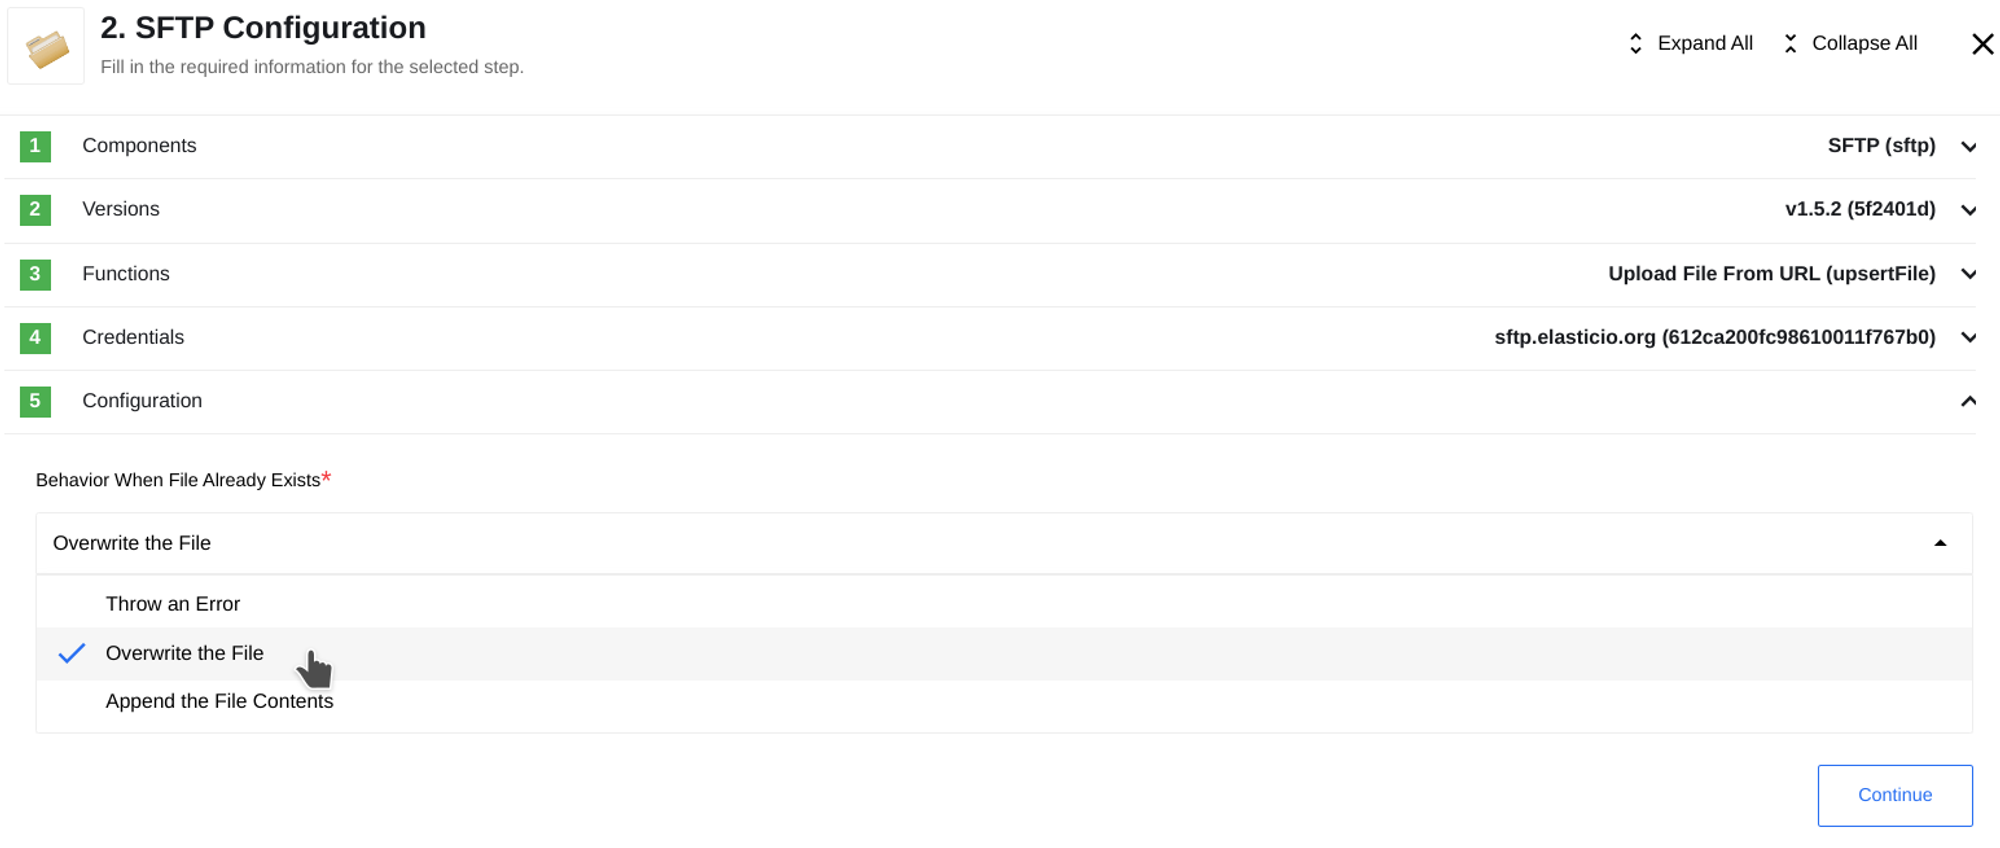 2. SFTP Configuration
Fill in the required information for the selected step.
Expand All
Collapse All
1 Components SFTP (sftp)
2 Versions v1.5.2 (5f2401d)
3 Functions Upload File From URL (upsertFile)
4 Credentials sftp.elasticio.org (612ca200fc98610011f767b0)
5 Configuration
Behavior When File Already Exists*
Overwrite the File
Throw an Error
Overwrite the File
Append the File Contents
Continue